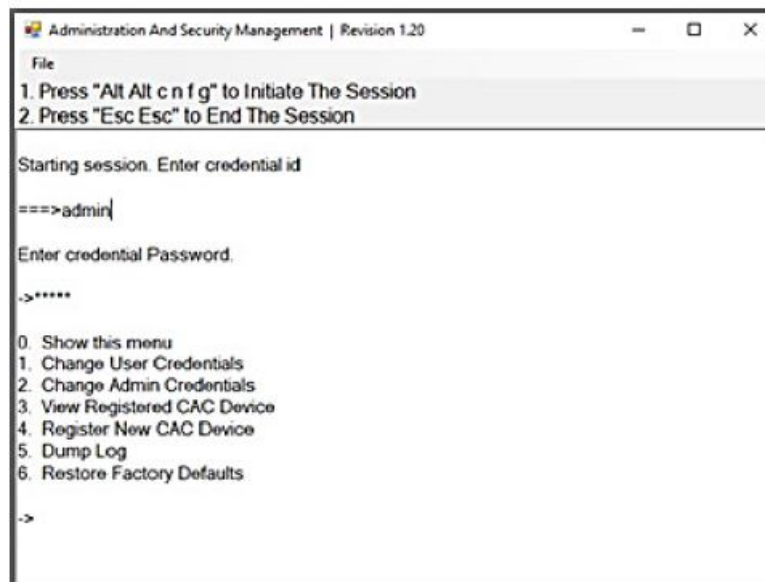 Administration And Security Management | Revision 1.20
File
1. Press "Alt Alt c n f g" to Initiate The Session
2. Press "Esc Esc" to End The Session
Starting session. Enter credential id
===>admin
Enter credential Password.
->*****
0. Show this menu
1. Change User Credentials
2. Change Admin Credentials
3. View Registered CAC Device
4. Register New CAC Device
5. Dump Log
6. Restore Factory Defaults
->